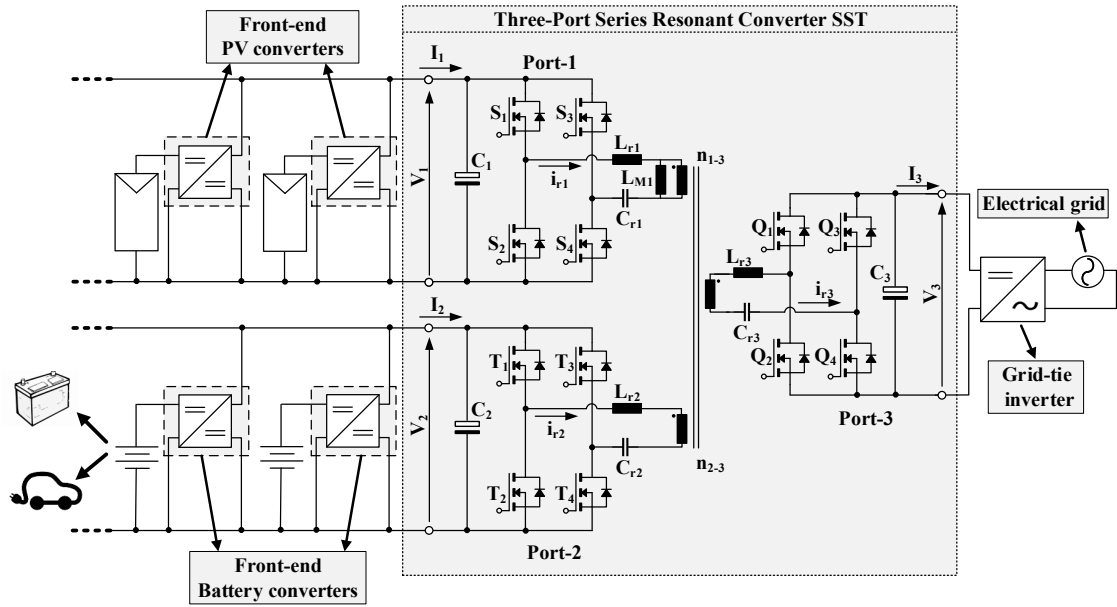 Three-Port Series Resonant Converter SST
Front-end
PV converters
I1
Port-1
S1
S3
V1
C1
Lr1
LM1
n1-3
ir1
Cr1
S2
S4
I3
Electrical grid
Q1
Q3
Lr3
C3
V3
ir3
Cr3
Q2
Q4
Port-3
Grid-tie
inverter
I2
T1
T3
V2
C2
Lr2
ir2
Cr2
n2-3
T2
T4
Port-2
Front-end
Battery converters